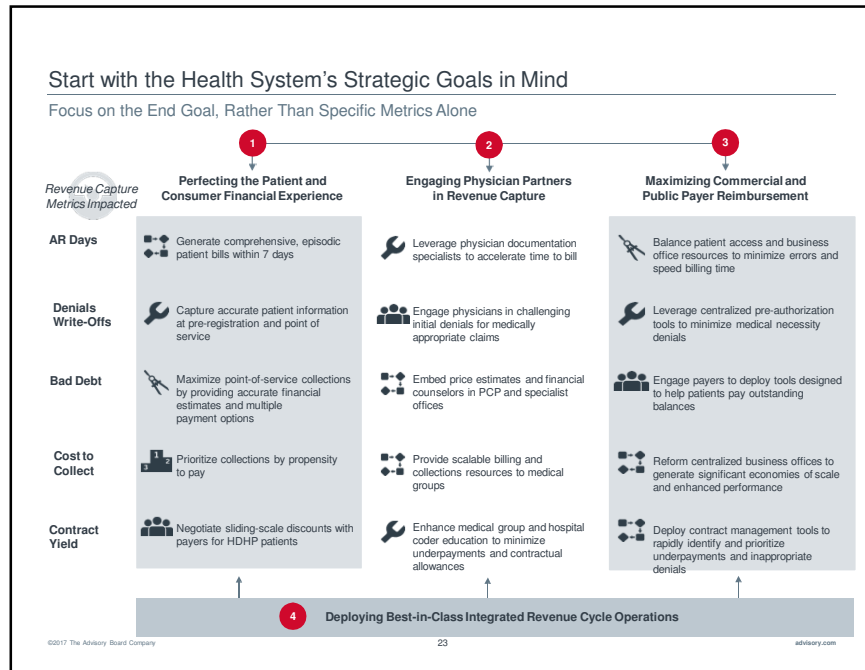 Start with the Health System's Strategic Goals in Mind
Focus on the End Goal, Rather Than Specific Metrics Alone
1
2
3
Revenue Capture
Metrics Impacted
Perfecting the Patient and
Consumer Financial Experience
Engaging Physician Partners
in Revenue Capture
Maximizing Commercial and
Public Payer Reimbursement
AR Days
Generate comprehensive, episodic
patient bills within 7 days
Leverage physician documentation
specialists to accelerate time to bill
Balance patient access and business
office resources to minimize errors and
speed billing time
Denials
Write-Offs
Capture accurate patient information
at pre-registration and point of
service
Engage physicians in challenging
initial denials for medically
appropriate claims
Leverage centralized pre-authorization
tools to minimize medical necessity
denials
Bad Debt
Maximize point-of-service collections
by providing accurate financial
estimates and multiple
payment options
Embed price estimates and financial
counselors in PCP and specialist
offices
Engage payers to deploy tools designed
to help patients pay outstanding
balances
Cost to
Collect
1
2
3
Prioritize collections by propensity
to pay
Provide scalable billing and
collections resources to medical
groups
Reform centralized business offices to
generate significant economies of scale
and enhanced performance
Contract
Yield
Negotiate sliding-scale discounts with
payers for HDHP patients
Enhance medical group and hospital
coder education to minimize
underpayments and contractual
allowances
Deploy contract management tools to
rapidly identify and prioritize
underpayments and inappropriate
denials
4
Deploying Best-in-Class Integrated Revenue Cycle Operations
©2017 The Advisory Board Company
23
advisory.com